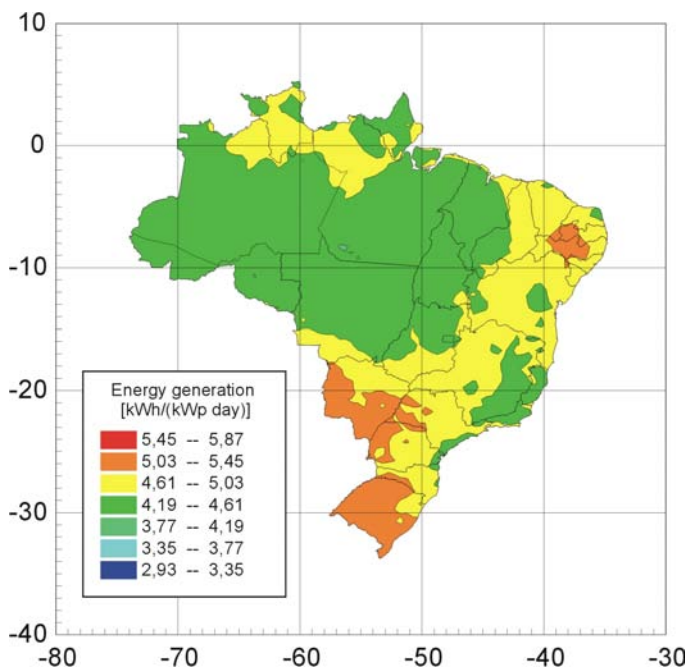 10
0
-10
-20
-30
-40
-80
-70
-60
-50
-40
-30
Energy generation
[kWh/(kWp day)]
5,45 -- 5,87
5,03 -- 5,45
4,61 -- 5,03
4,19 -- 4,61
3,77 -- 4,19
3,35 -- 3,77
2,93 -- 3,35